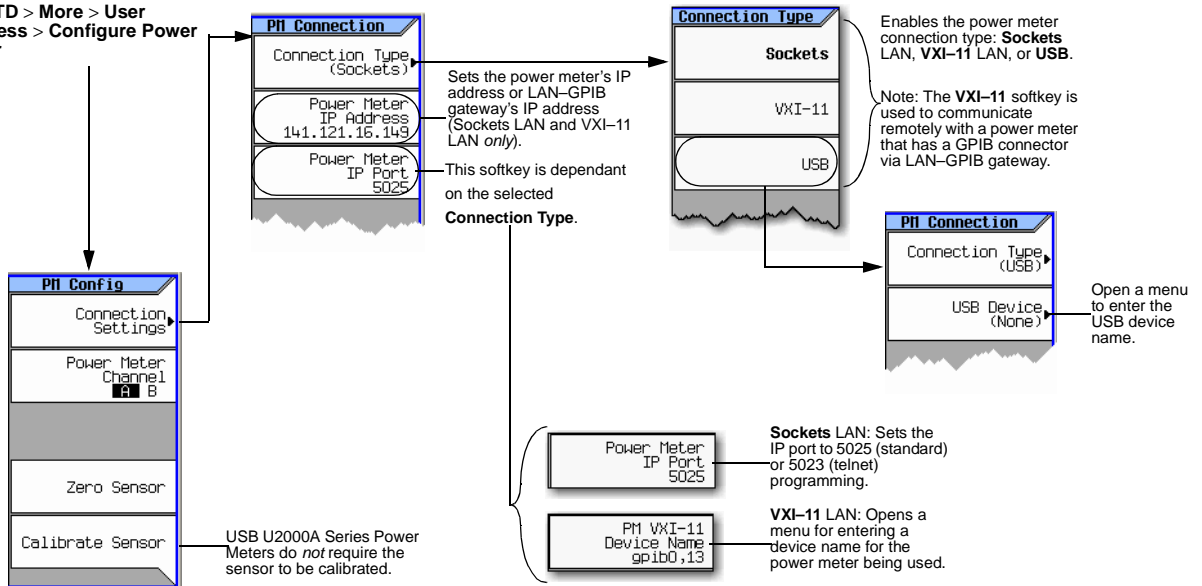 TD > More > User
ess > Configure Power
PM Connection
Connection Type
(Sockets)
Power Meter
IP Address
141.121.16.149
Power Meter
IP Port
5025
Sets the power meter's IP
address or LAN–GPIB
gateway's IP address
(Sockets LAN and VXI–11
LAN only).
This softkey is dependant
on the selected
Connection Type.
Connection Type
Sockets
VXI-11
USB
Enables the power meter
connection type: Sockets
LAN, VXI–11 LAN, or USB.
Note: The VXI–11 softkey is
used to communicate
remotely with a power meter
that has a GPIB connector
via LAN–GPIB gateway.
PM Connection
Connection Type
(USB)
USB Device
(None)
Open a menu
to enter the
USB device
name.
PM Config
Connection
Settings
Power Meter
Channel
A B
Zero Sensor
Calibrate Sensor
USB U2000A Series Power
Meters do not require the
sensor to be calibrated.
Power Meter
IP Port
5025
Sockets LAN: Sets the
IP port to 5025 (standard)
or 5023 (telnet)
programming.
PM VXI-11
Device Name
gpib0,13
VXI–11 LAN: Opens a
menu for entering a
device name for the
power meter being used.